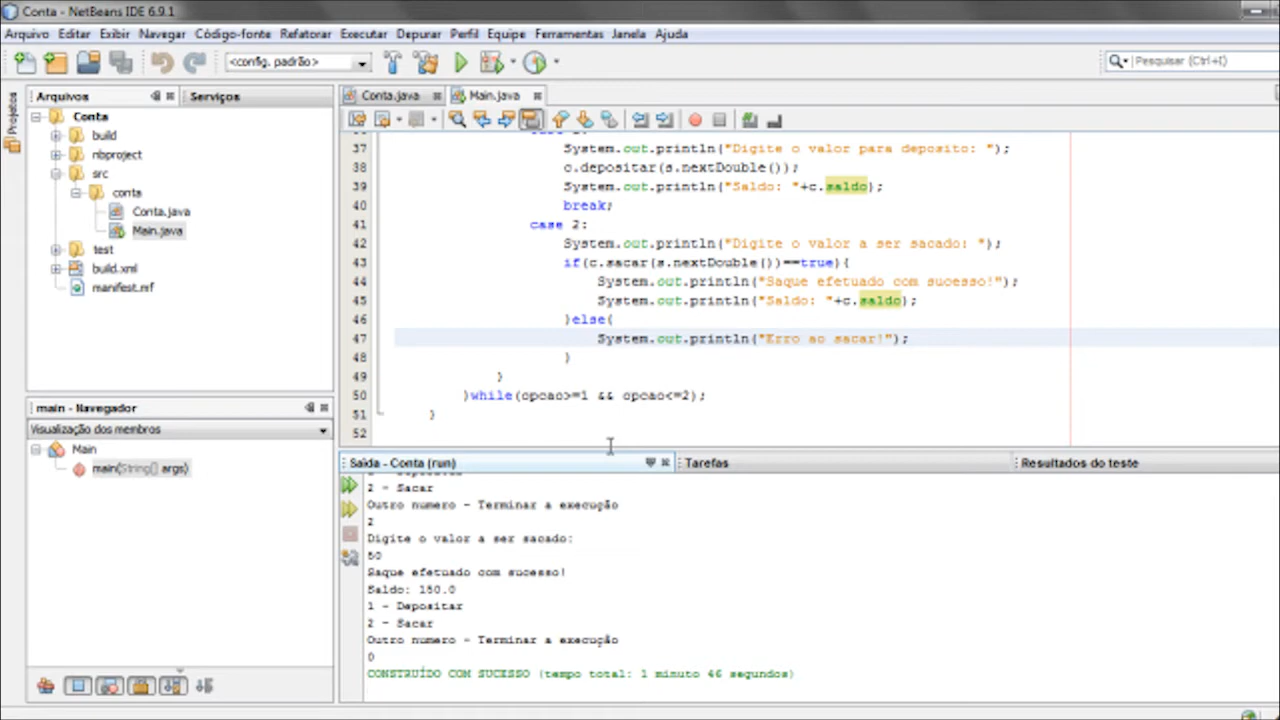 Conta - NetBeans IDE 6.9.1
Arquivo Editar Exibir Navegar Código-fonte Refatorar Executar Depurar Perfil Equipe Ferramentas Janela Ajuda
<config. padrão>
Pesquisar (Ctrl+I)
Projetos
Arquivos Serviços
Conta
build
nbproject
src
conta
Conta.java
Main.java
test
build.xml
manifest.mf
main - Navegador
Visualização dos membros
Main
main(String[] args)
Conta.java Main.java
37 System.out.println("Digite o valor para deposito: ");
38 c.depositar(s.nextDouble());
39 System.out.println("Saldo: "+c.saldo);
40 break;
41 case 2:
42 System.out.println("Digite o valor a ser sacado: ");
43 if(c.sacar(s.nextDouble())==true){
44 System.out.println("Saque efetuado com sucesso!");
45 System.out.println("Saldo: "+c.saldo);
46 }else{
47 System.out.println("Erro ao sacar!");
48 }
49 }
50 }while(opcao>=1 && opcao<=2);
51 }
52
Saída - Conta (run) Tarefas Resultados do teste
2 - Sacar
Outro numero - Terminar a execução
2
Digite o valor a ser sacado:
50
Saque efetuado com sucesso!
Saldo: 150.0
1 - Depositar
2 - Sacar
Outro numero - Terminar a execução
0
CONSTRUÍDO COM SUCESSO (tempo total: 1 minuto 46 segundos)